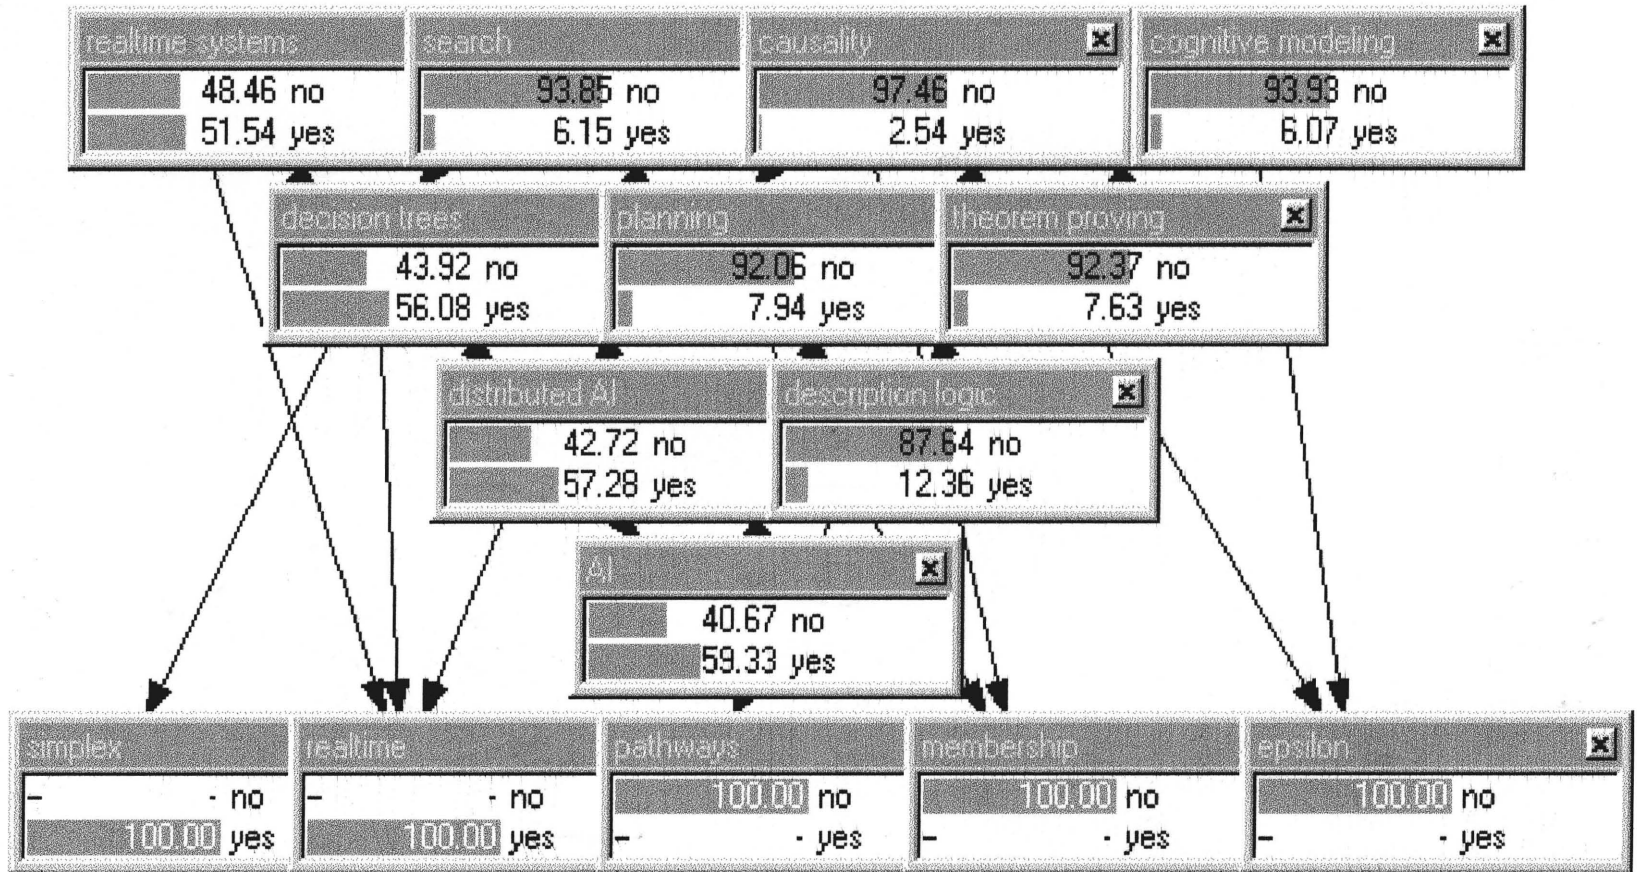 realtime systems search causality cognitive modeling
48.46 no 93.85 no 97.46 no 93.93 no
51.54 yes 6.15 yes 2.54 yes 6.07 yes
decision trees planning theorem proving
43.92 no 92.06 no 92.37 no
56.08 yes 7.94 yes 7.63 yes
distributed AI description logic
42.72 no 87.64 no
57.28 yes 12.36 yes
AI
40.67 no
59.33 yes
simplex realtime pathways membership epsilon
- - no - - no 100.00 no 100.00 no 100.00 no
100.00 yes 100.00 yes - - yes - - yes - - yes